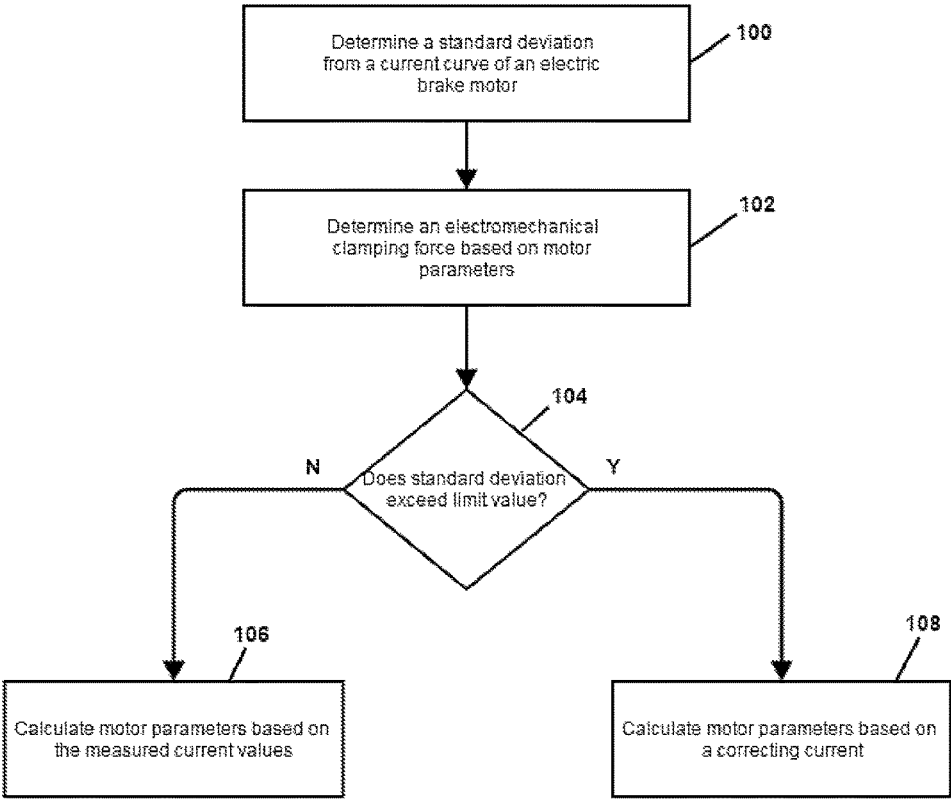 Determine a standard deviation
from a current curve of an electric
brake motor
100
Determine an electromechanical
clamping force based on motor
parameters
102
104
N
Y
Does standard deviation
exceed limit value?
106
Calculate motor parameters based on
the measured current values
108
Calculate motor parameters based on
a correcting current